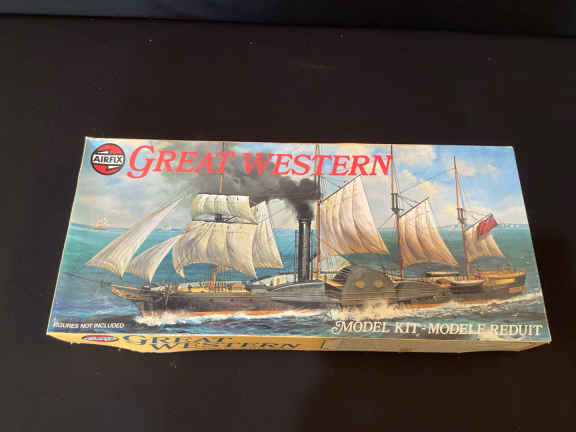 AIRFIX
GREAT WESTERN
FIGURES NOT INCLUDED
MODEL KIT - MODELE REDUIT
AIRFIX
GREAT
WESTERN